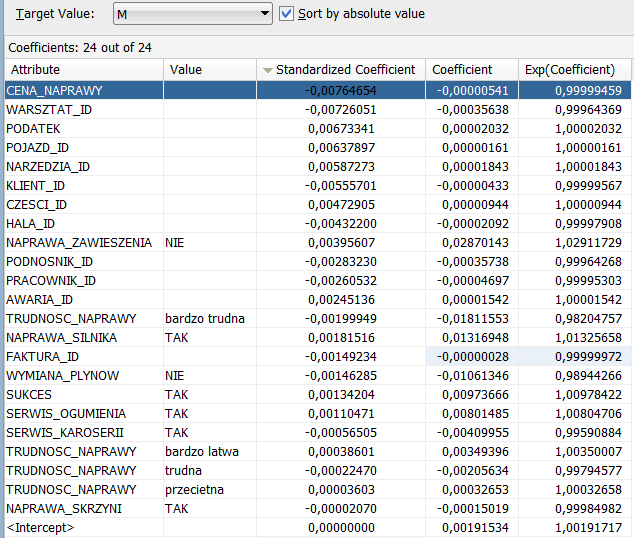 Target Value: M Sort by absolute value
Coefficients: 24 out of 24
Attribute Value Standardized Coefficient Coefficient Exp(Coefficient)
CENA_NAPRAWY -0,00764654 -0,00000541 0,99999459
WARSZTAT_ID -0,00726051 -0,00035638 0,99964369
PODATEK 0,00673341 0,00002032 1,00002032
POJAZD_ID 0,00637897 0,00000161 1,00000161
NARZEDZIA_ID 0,00587273 0,00001843 1,00001843
KLIENT_ID -0,00555701 -0,00000433 0,99999567
CZESCI_ID 0,00472905 0,00000944 1,00000944
HALA_ID -0,00432200 -0,00002092 0,99997908
NAPRAWA_ZAWIESZENIA NIE 0,00395607 0,02870143 1,02911729
PODNOSNIK_ID -0,00283230 -0,00035738 0,99964268
PRACOWNIK_ID -0,00260532 -0,00004697 0,99995303
AWARIA_ID 0,00245136 0,00001542 1,00001542
TRUDNOSC_NAPRAWY bardzo trudna -0,00199949 -0,01811553 0,98204757
NAPRAWA_SILNIKA TAK 0,00181516 0,01316948 1,01325658
FAKTURA_ID -0,00149234 -0,00000028 0,99999972
WYMIANA_PLYNOW NIE -0,00146285 -0,01061346 0,98944266
SUKCES TAK 0,00134204 0,00973666 1,00978422
SERWIS_OGUMIENIA TAK 0,00110471 0,00801485 1,00804706
SERWIS_KAROSERII TAK -0,00056505 -0,00409955 0,99590884
TRUDNOSC_NAPRAWY bardzo latwa 0,00038601 0,00349396 1,00350007
TRUDNOSC_NAPRAWY trudna -0,00022470 -0,00205634 0,99794577
TRUDNOSC_NAPRAWY przecietna 0,00003603 0,00032653 1,00032658
NAPRAWA_SKRZYNI TAK -0,00002070 -0,00015019 0,99984982
<Intercept> 0,00000000 0,00191534 1,00191717